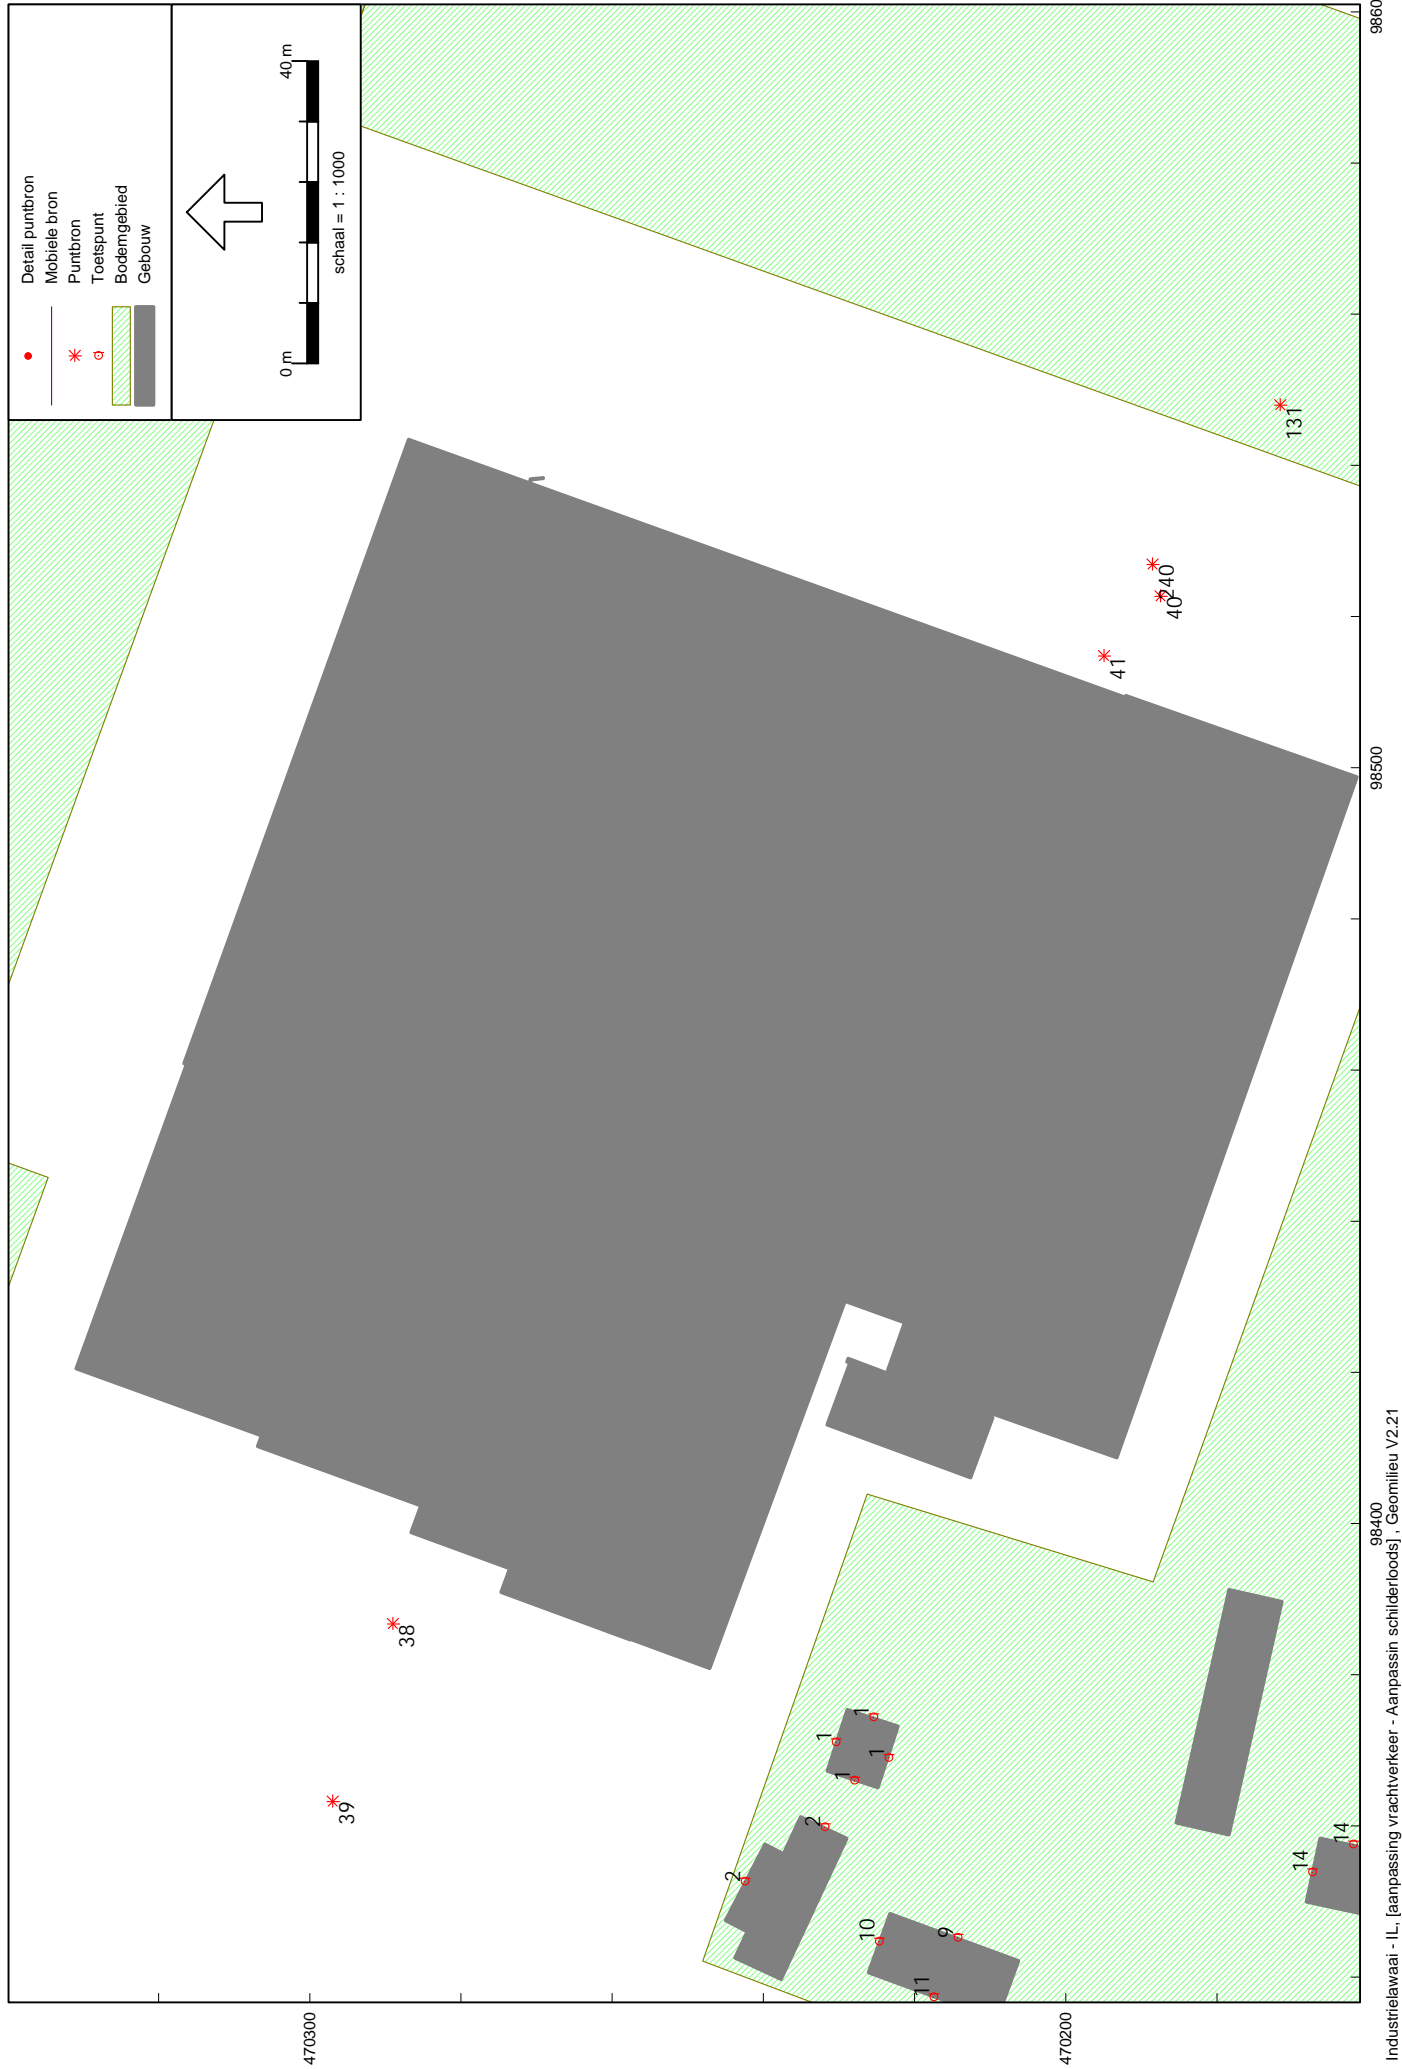 Detail puntbron
Mobiele bron
Puntbron
Toetspunt
Bodemgebied
Gebouw
0 m
40 m
schaal = 1 : 1000
131
240
40
41
38
39
1
1
1
1
2
2
10
9
11
14
14
470300
470200
98400
98500
9860
Industrielawaai - IL, [aanpassing vrachtverkeer - Aanpassin schilderloods] , Geomilieu V2.21